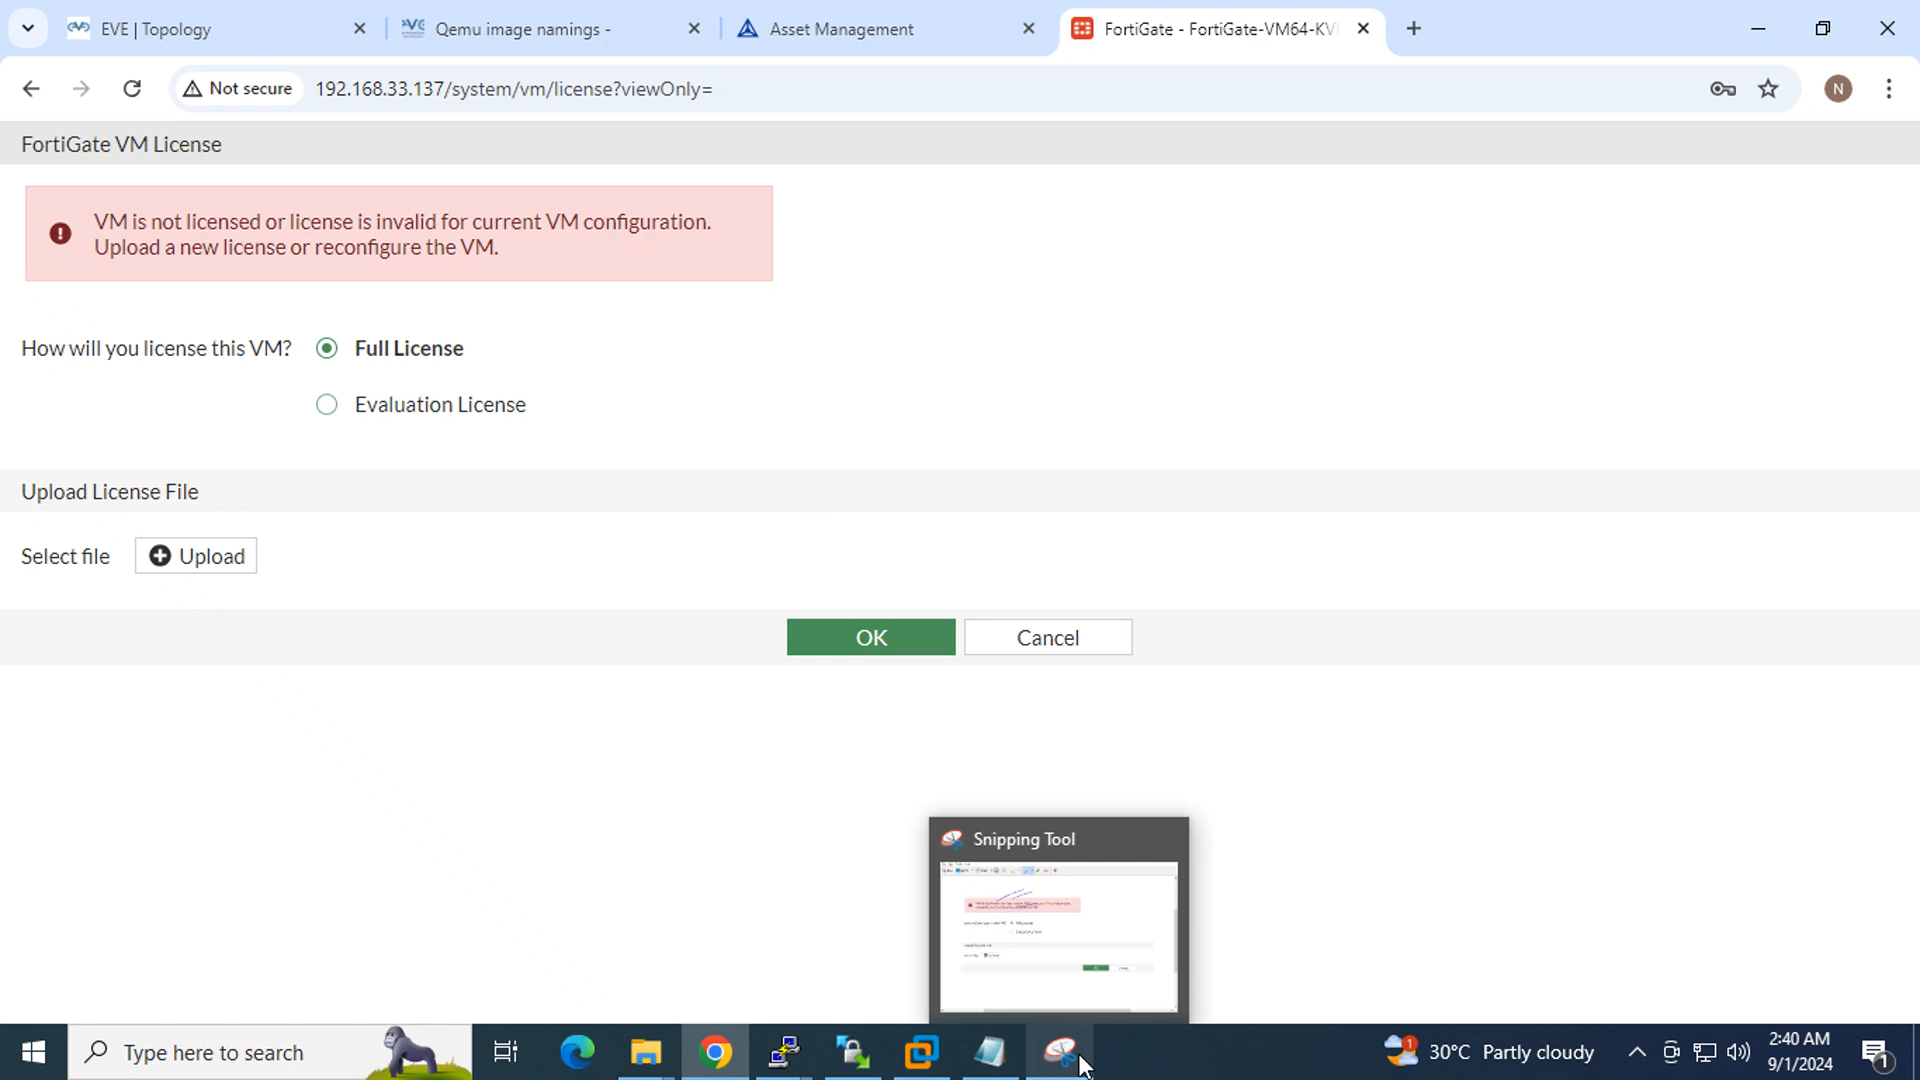 EVE | Topology
Qemu image namings -
Asset Management
FortiGate - FortiGate-VM64-KV
Not secure
192.168.33.137/system/vm/license?viewOnly=
N
FortiGate VM License
VM is not licensed or license is invalid for current VM configuration.
Upload a new license or reconfigure the VM.
How will you license this VM?
Full License
Evaluation License
Upload License File
Select file
Upload
OK
Cancel
Snipping Tool
Type here to search
1
30°C Partly cloudy
2:40 AM
9/1/2024
1